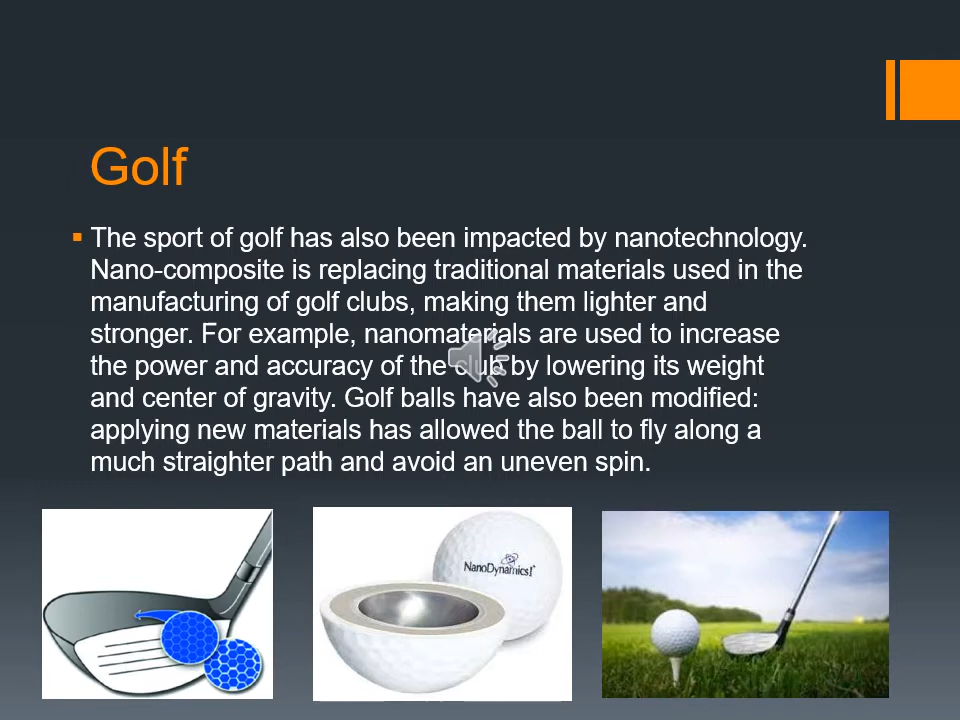 Golf
The sport of golf has also been impacted by nanotechnology.
Nano-composite is replacing traditional materials used in the
manufacturing of golf clubs, making them lighter and
stronger. For example, nanomaterials are used to increase
the power and accuracy of the club by lowering its weight
and center of gravity. Golf balls have also been modified:
applying new materials has allowed the ball to fly along a
much straighter path and avoid an uneven spin.
NanoDynamics!